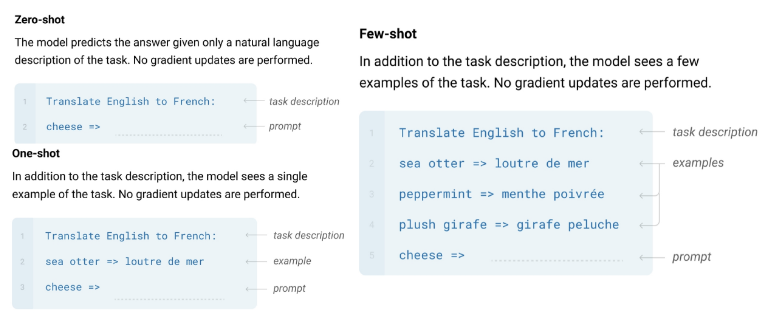 Zero-shot
The model predicts the answer given only a natural language
description of the task. No gradient updates are performed.
1 Translate English to French: task description
2 cheese => prompt
One-shot
In addition to the task description, the model sees a single
example of the task. No gradient updates are performed.
1 Translate English to French: task description
2 sea otter => loutre de mer example
3 cheese => prompt
Few-shot
In addition to the task description, the model sees a few
examples of the task. No gradient updates are performed.
1 Translate English to French: task description
2 sea otter => loutre de mer examples
3 peppermint => menthe poivrée
4 plush girafe => girafe peluche
5 cheese => prompt